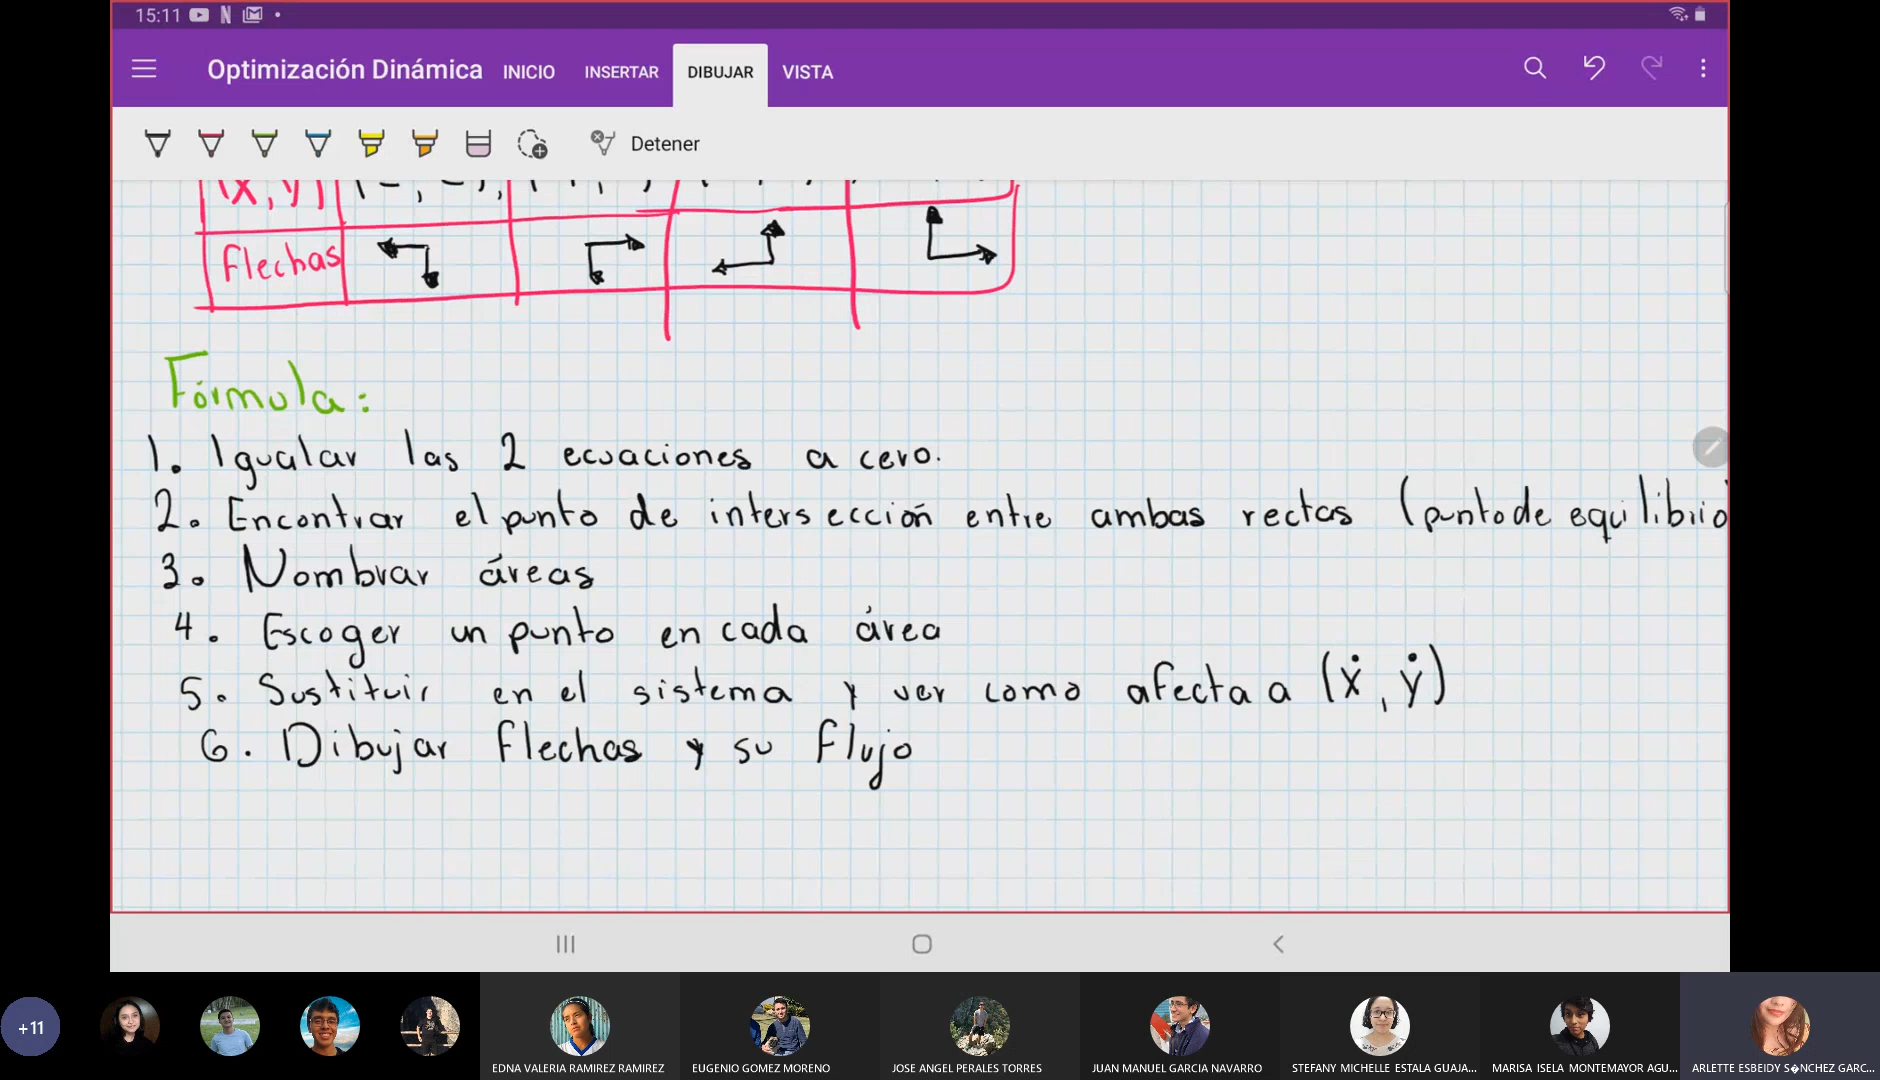 15:11
Optimización Dinámica INICIO INSERTAR DIBUJAR VISTA
Detener
Flechas
Fórmula:
1. Igualar las 2 ecuaciones a cero.
2. Encontrar el punto de intersección entre ambas rectas (punto de equilibrio
3. Nombrar áreas
4. Escoger un punto en cada área
5. Sustituir en el sistema y ver como afecta a (ẋ, ẏ)
6. Dibujar flechas y su flujo
+11
EDNA VALERIA RAMIREZ RAMIREZ
EUGENIO GOMEZ MORENO
JOSE ANGEL PERALES TORRES
JUAN MANUEL GARCIA NAVARRO
STEFANY MICHELLE ESTALA GUAJA...
MARISA ISELA MONTEMAYOR AGU...
ARLETTE ESBEIDY S�NCHEZ GARC...